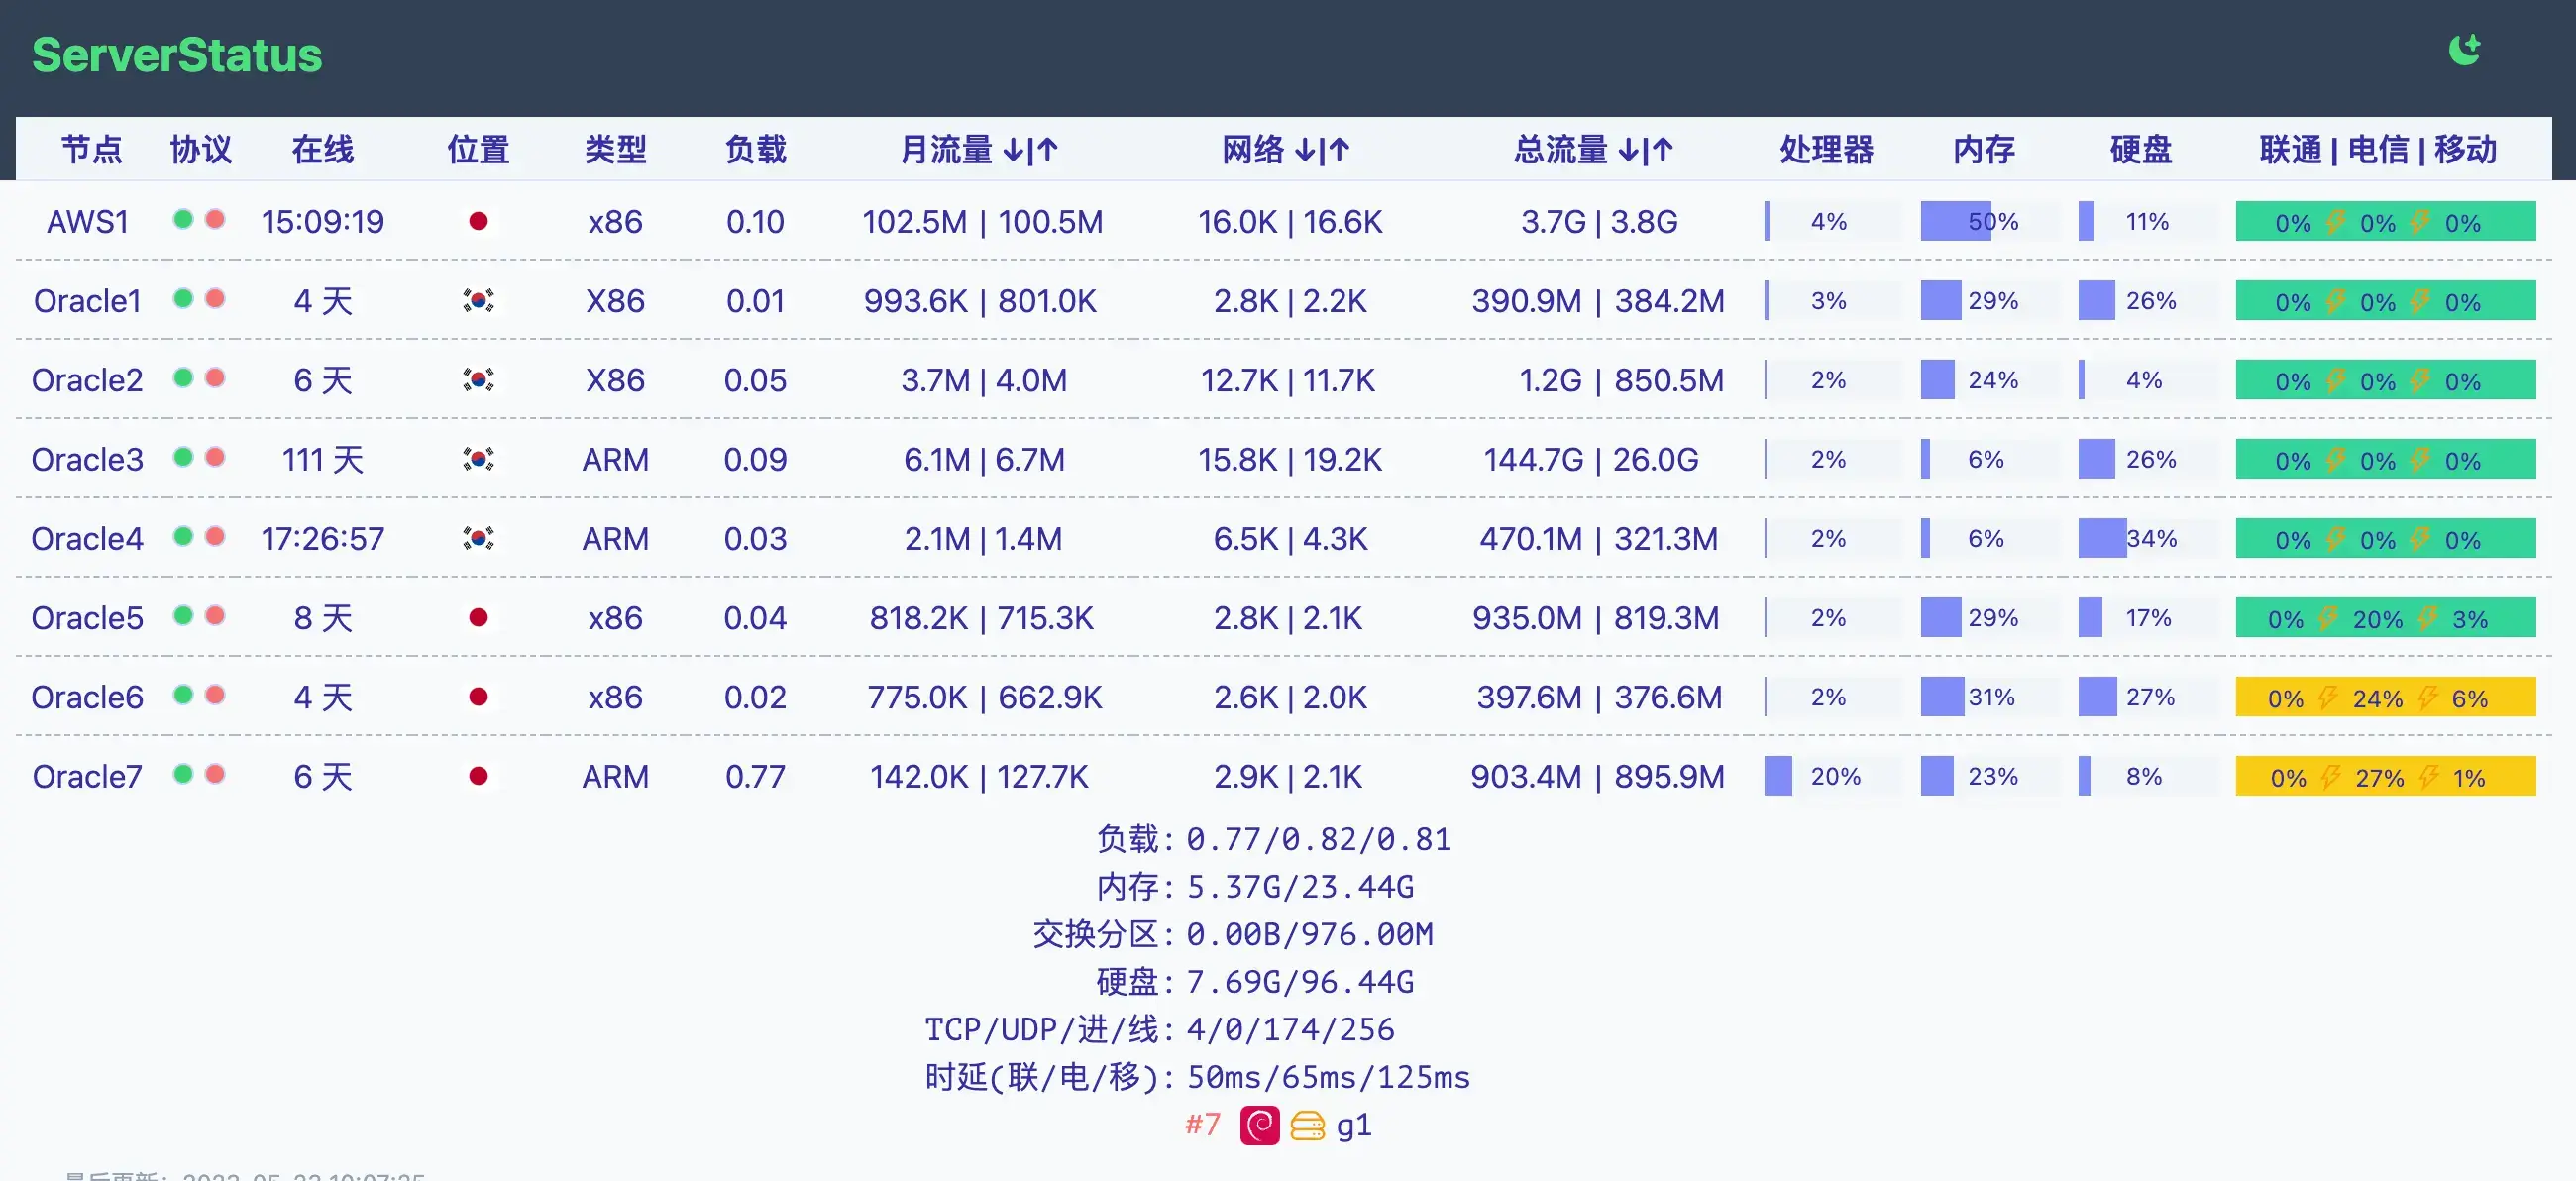 ServerStatus
节点 协议 在线 位置 类型 负载 月流量 ↓|↑ 网络 ↓|↑ 总流量 ↓|↑ 处理器 内存 硬盘 联通 | 电信 | 移动
AWS1 15:09:19 x86 0.10 102.5M | 100.5M 16.0K | 16.6K 3.7G | 3.8G 4% 50% 11% 0% 0% 0%
Oracle1 4 天 X86 0.01 993.6K | 801.0K 2.8K | 2.2K 390.9M | 384.2M 3% 29% 26% 0% 0% 0%
Oracle2 6 天 X86 0.05 3.7M | 4.0M 12.7K | 11.7K 1.2G | 850.5M 2% 24% 4% 0% 0% 0%
Oracle3 111 天 ARM 0.09 6.1M | 6.7M 15.8K | 19.2K 144.7G | 26.0G 2% 6% 26% 0% 0% 0%
Oracle4 17:26:57 ARM 0.03 2.1M | 1.4M 6.5K | 4.3K 470.1M | 321.3M 2% 6% 34% 0% 0% 0%
Oracle5 8 天 x86 0.04 818.2K | 715.3K 2.8K | 2.1K 935.0M | 819.3M 2% 29% 17% 0% 20% 3%
Oracle6 4 天 x86 0.02 775.0K | 662.9K 2.6K | 2.0K 397.6M | 376.6M 2% 31% 27% 0% 24% 6%
Oracle7 6 天 ARM 0.77 142.0K | 127.7K 2.9K | 2.1K 903.4M | 895.9M 20% 23% 8% 0% 27% 1%
负载: 0.77/0.82/0.81
内存: 5.37G/23.44G
交换分区: 0.00B/976.00M
硬盘: 7.69G/96.44G
TCP/UDP/进/线: 4/0/174/256
时延(联/电/移): 50ms/65ms/125ms
#7 g1
最后更新: